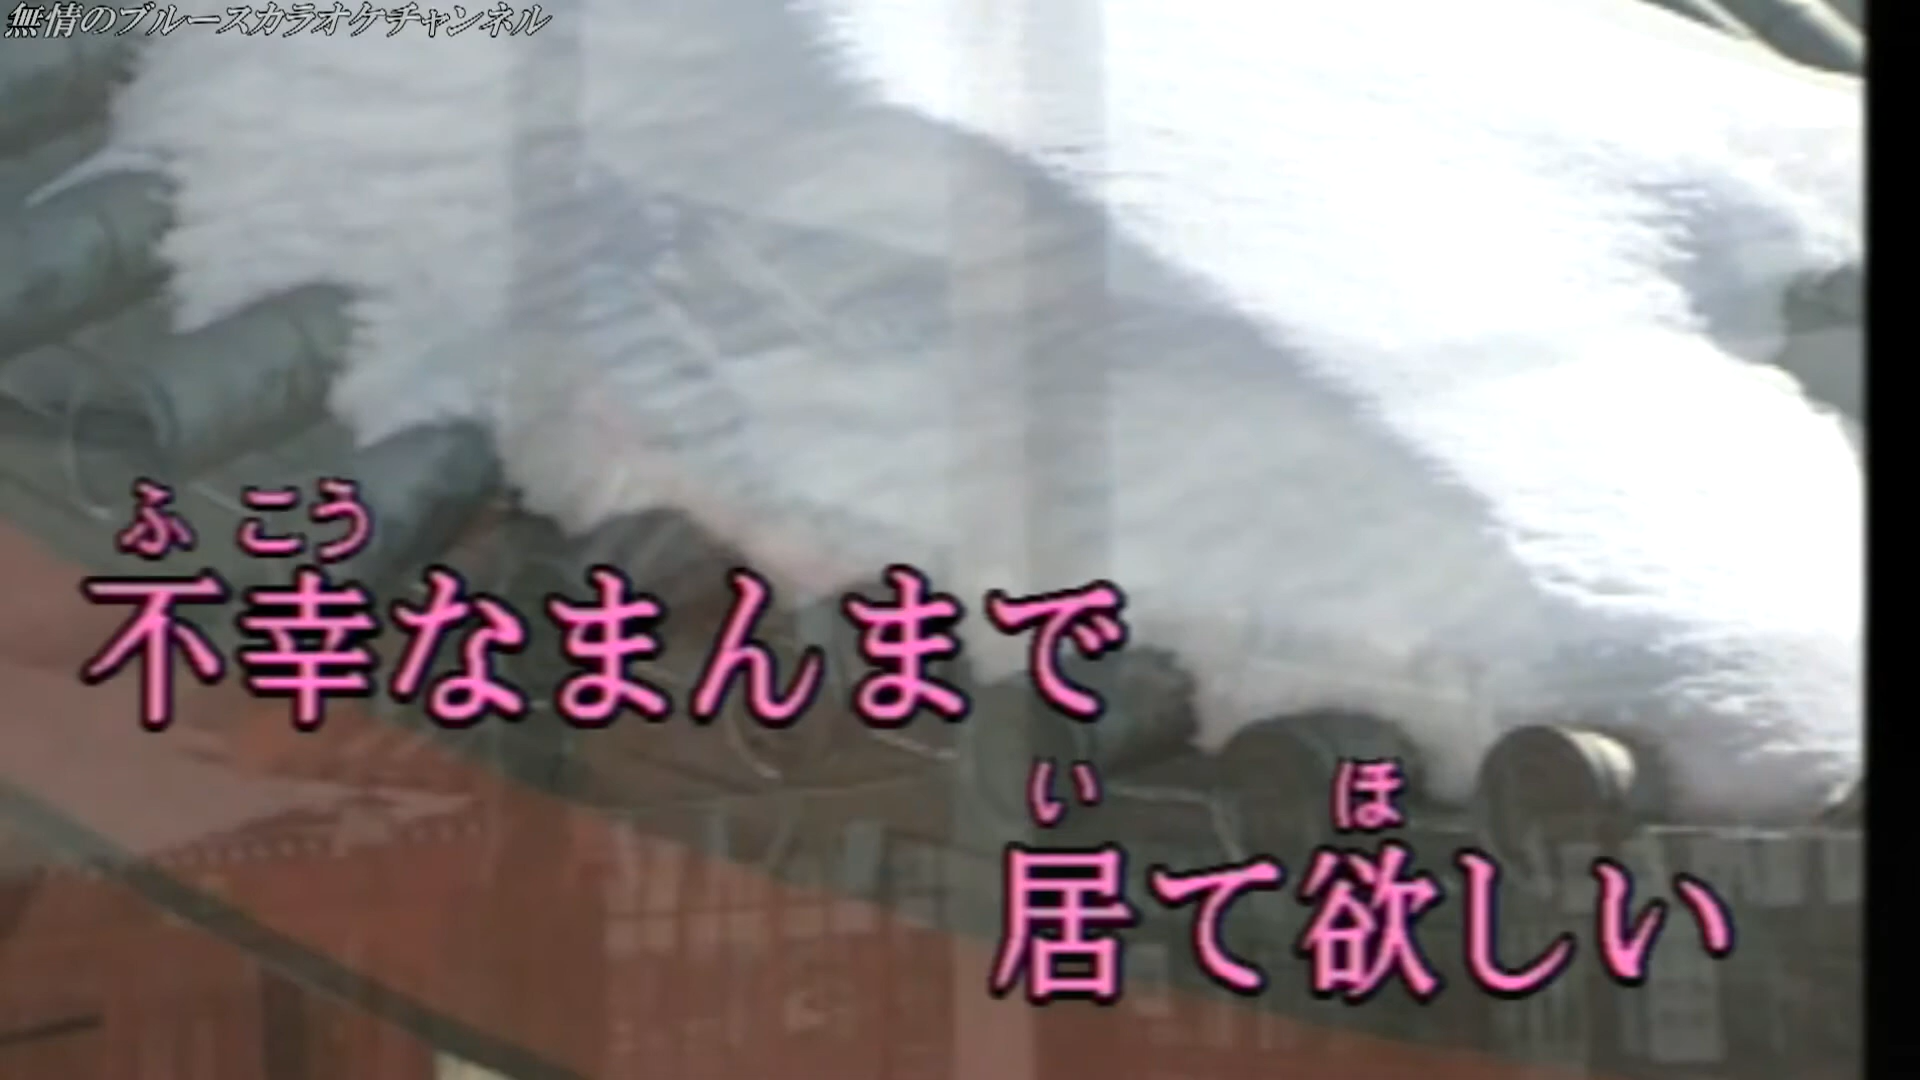 無情のブルースカラオケチャンネル
ふこう
不幸なまんまで
い ほ
居て欲しい